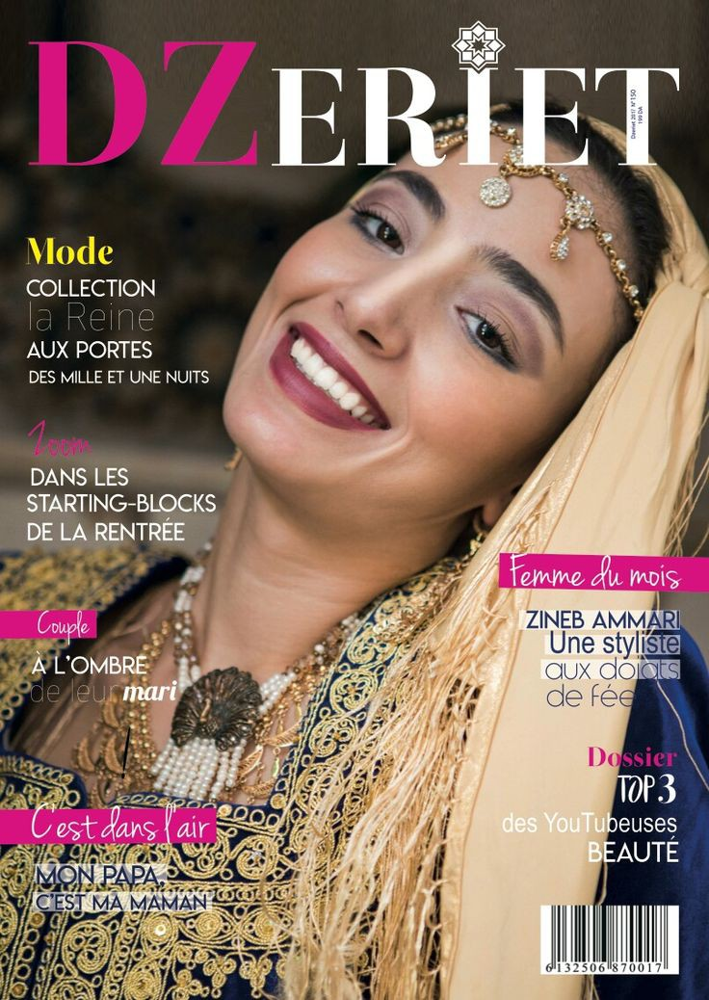 DZERIET
Dzeriet 2017 N°150
199 DA
Mode
COLLECTION
la Reine
AUX PORTES
DES MILLE ET UNE NUITS
Zoom
DANS LES
STARTING-BLOCKS
DE LA RENTRÉE
Couple
À L'OMBRE
de leur mari
!
C'est dans l'air
MON PAPA,
C'EST MA MAMAN
Femme du mois
ZINEB AMMARI
Une styliste
aux doigts
de fée
Dossier
TOP 3
des YouTubeuses
BEAUTÉ
6132506 870017